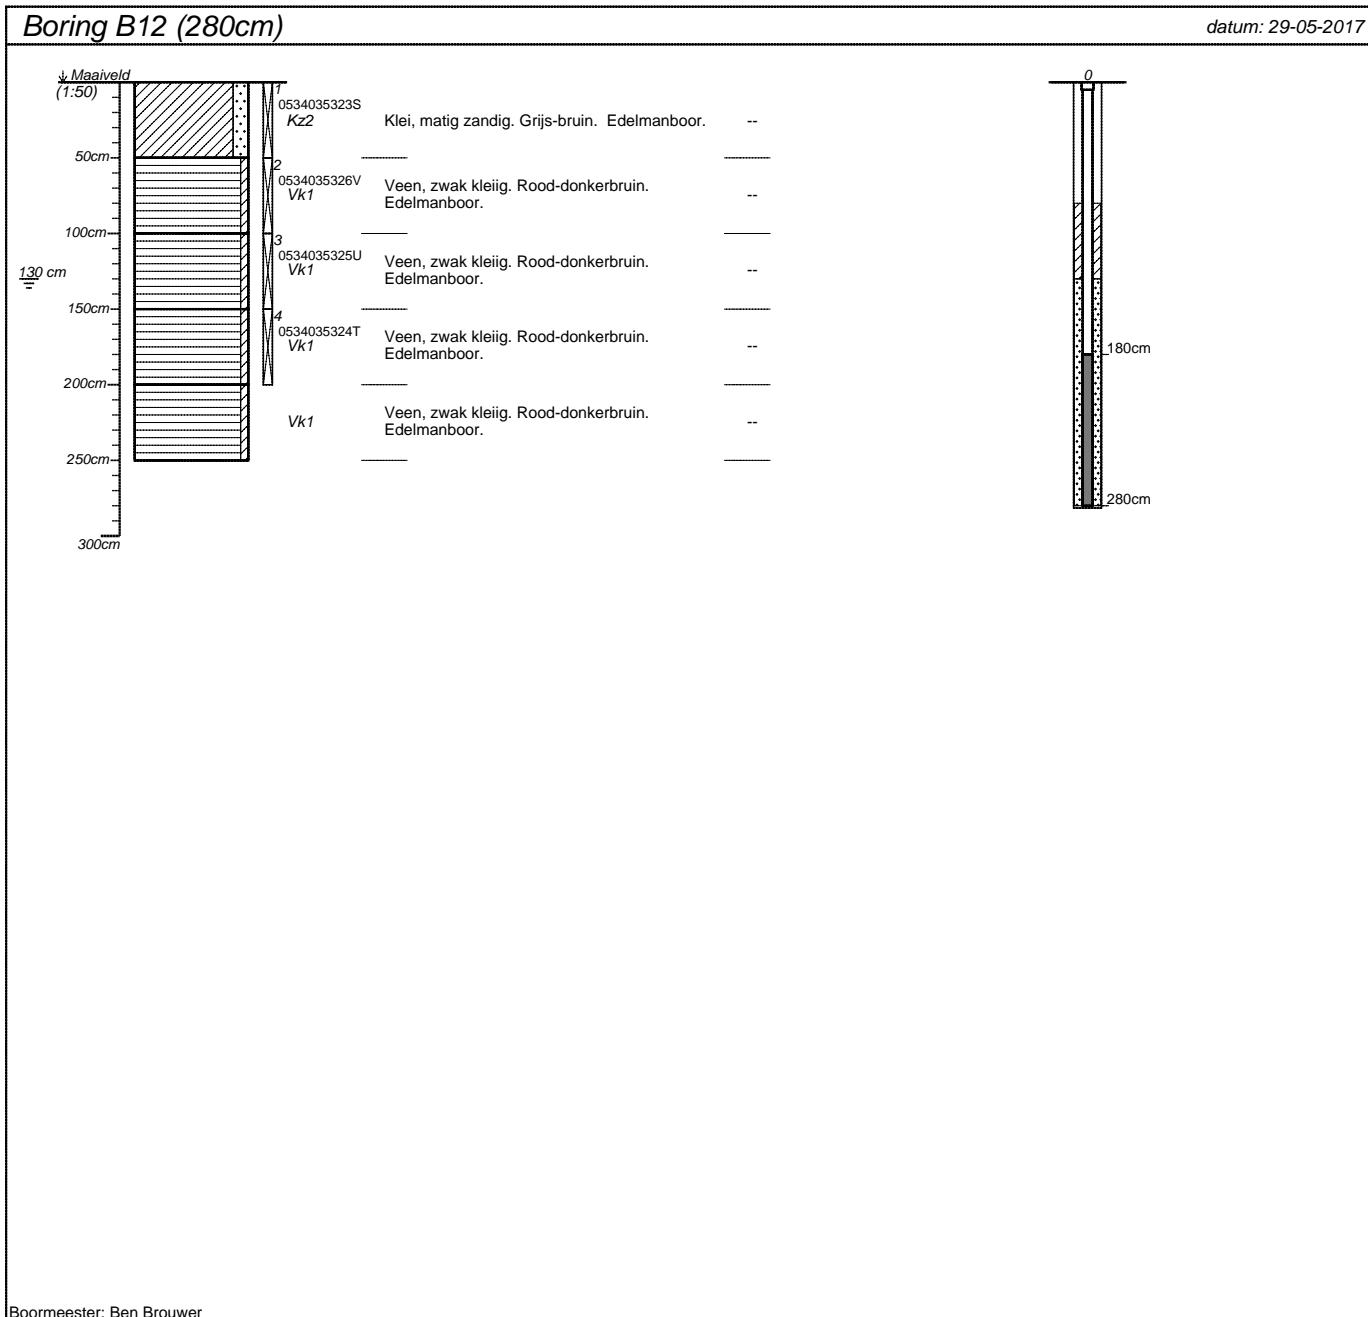 Boring B12 (280cm)
datum: 29-05-2017
Maaiveld
(1:50)
0
1
0534035323S
Kz2
Klei, matig zandig. Grijs-bruin. Edelmanboor.
--
50cm
2
0534035326V
Vk1
Veen, zwak kleiig. Rood-donkerbruin.
Edelmanboor.
--
100cm
3
0534035325U
Vk1
Veen, zwak kleiig. Rood-donkerbruin.
Edelmanboor.
--
130 cm
150cm
4
0534035324T
Vk1
Veen, zwak kleiig. Rood-donkerbruin.
Edelmanboor.
--
180cm
200cm
Vk1
Veen, zwak kleiig. Rood-donkerbruin.
Edelmanboor.
--
250cm
280cm
300cm
Boormeester: Ben Brouwer